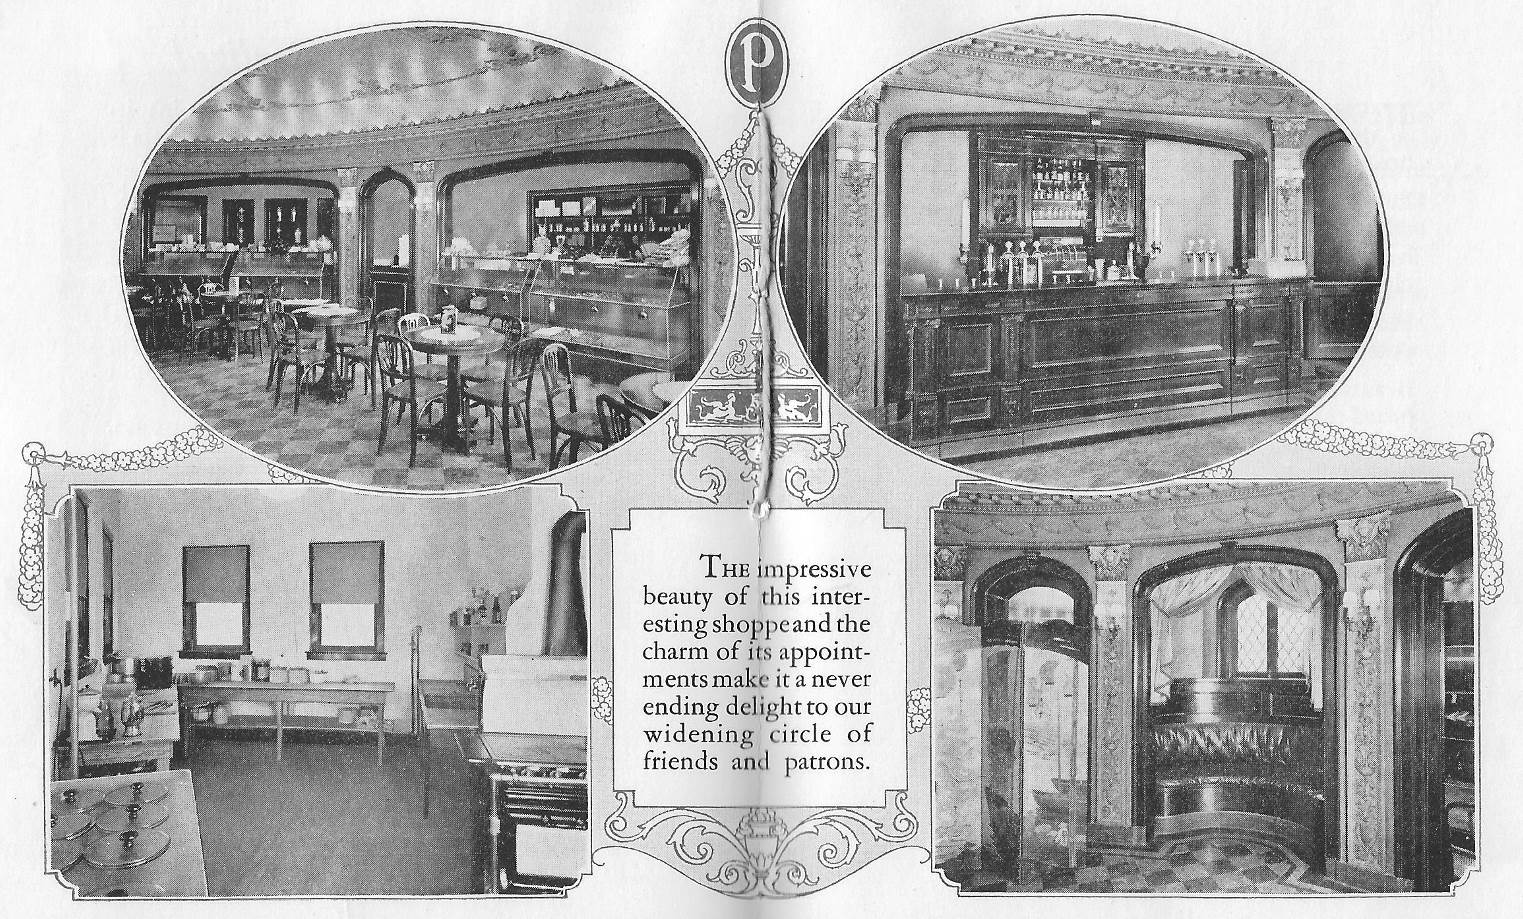 P
THE impressive
beauty of this inter-
esting shoppe and the
charm of its appoint-
ments make it a never
ending delight to our
widening circle of
friends and patrons.